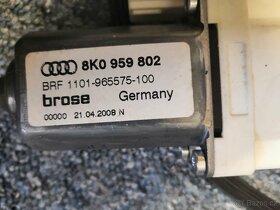 8K0 959 802
BRF 1101-965575-100
brose Germany
00000 21.04.2008 N